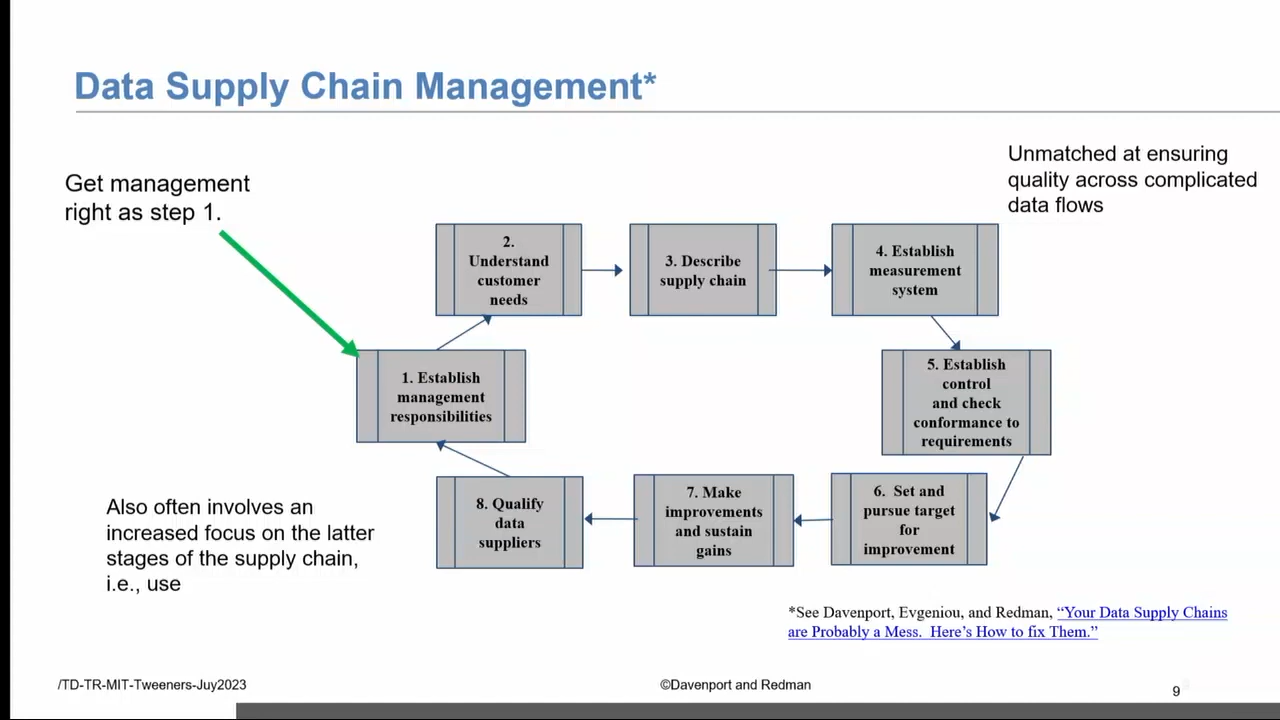 Data Supply Chain Management*
Get management
right as step 1.
Unmatched at ensuring
quality across complicated
data flows
2.
Understand
customer
needs
3. Describe
supply chain
4. Establish
measurement
system
1. Establish
management
responsibilities
5. Establish
control
and check
conformance to
requirements
8. Qualify
data
suppliers
7. Make
improvements
and sustain
gains
6. Set and
pursue target
for
improvement
Also often involves an
increased focus on the latter
stages of the supply chain,
i.e., use
*See Davenport, Evgeniou, and Redman, “Your Data Supply Chains
are Probably a Mess. Here’s How to fix Them.”
/TD-TR-MIT-Tweeners-Juy2023
©Davenport and Redman
9